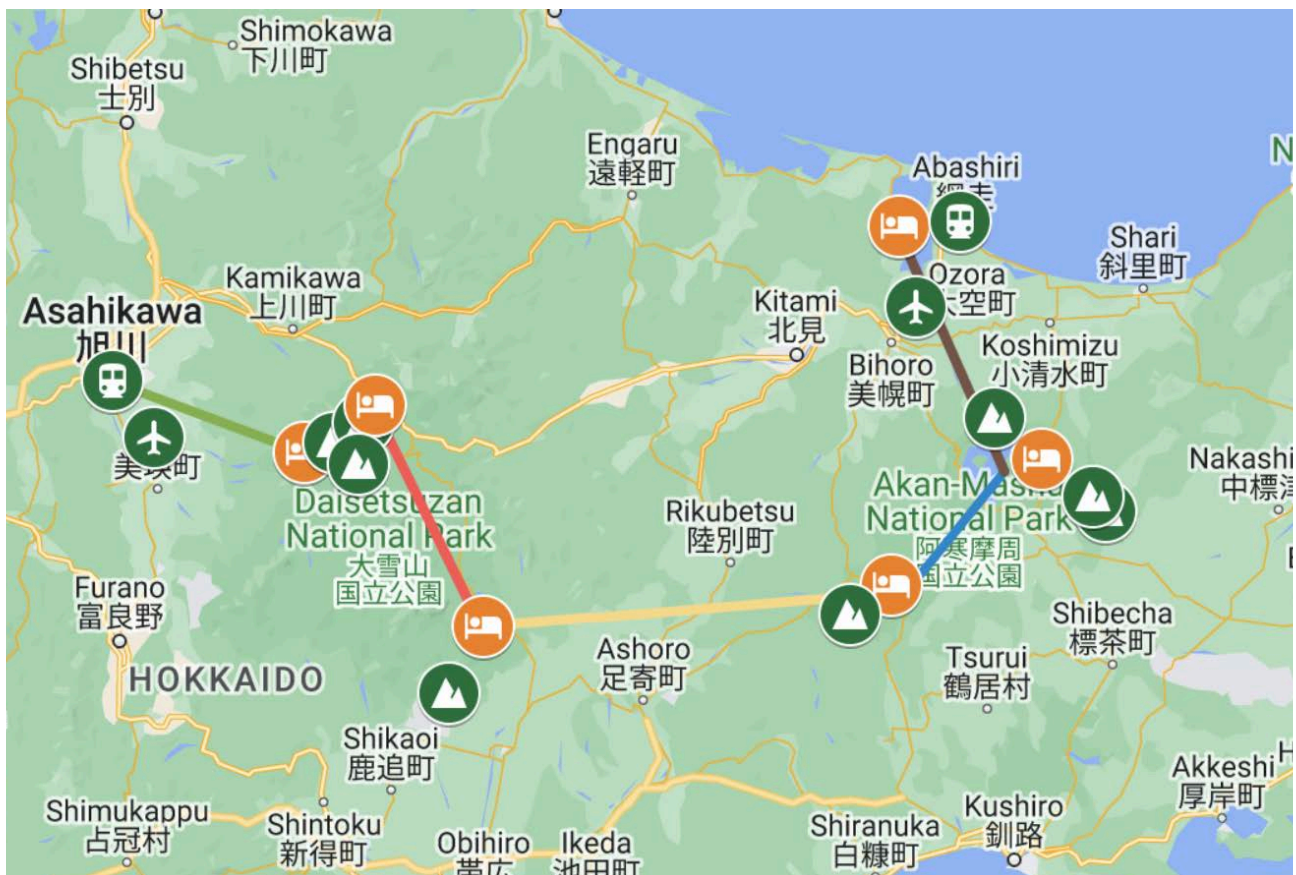 Shimokawa
下川町
Shibetsu
士別
Engaru
遠軽町
Abashiri
N
Shari
斜里町
Kamikawa
上川町
Ozora
Asahikawa
旭川
Kitami
北見
Koshimizu
小清水町
Bihoro
美幌町
Daisetsuzan
National Park
大雪山
国立公園
Akan-Mashu
National Park
阿寒摩周
国立公園
Nakashi
中標津
Rikubetsu
陸別町
Furano
富良野
Shibecha
標茶町
Ashoro
足寄町
Tsurui
鶴居村
HOKKAIDO
Shikaoi
鹿追町
Akkeshi
厚岸町
H
Shimukappu
占冠村
Shintoku
新得町
Obihiro
Ikeda
池田町
Shiranuka
白糠町
Kushiro
釧路